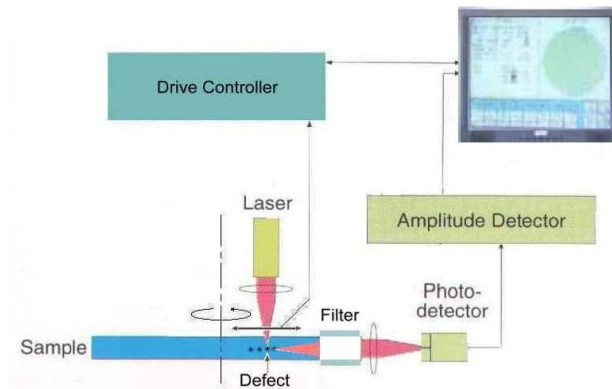 Drive Controller
Laser
Amplitude Detector
Photo-
detector
Filter
Sample
Defect